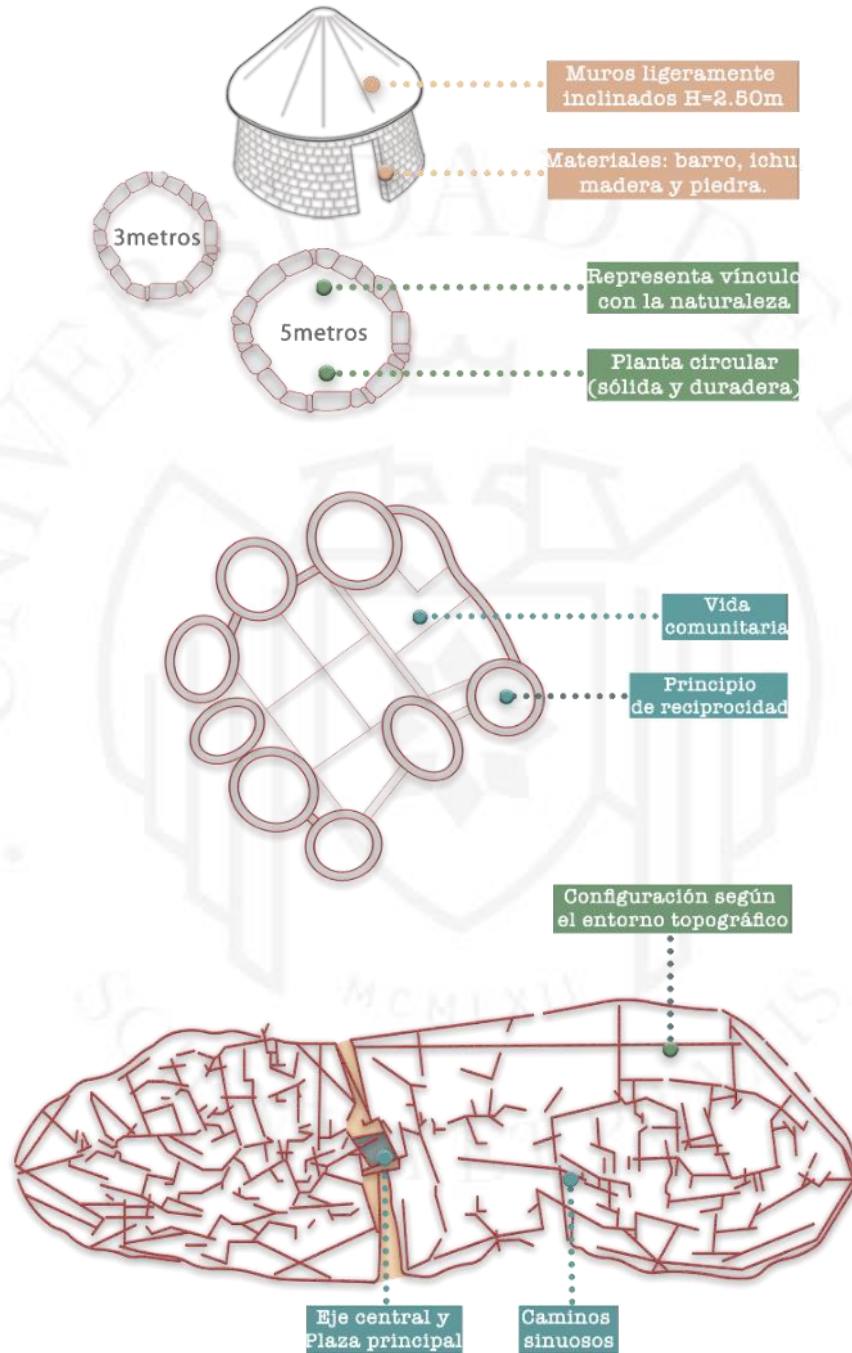 Muros ligeramente
inclinados H=2.50m
Materiales: barro, ichu,
madera y piedra.
3metros
Representa vínculo
con la naturaleza
5metros
Planta circular
(sólida y duradera)
Vida
comunitaria
Principio
de reciprocidad
Configuración según
el entorno topográfico
MCMLXII
Eje central y
Plaza principal
Caminos
sinuosos